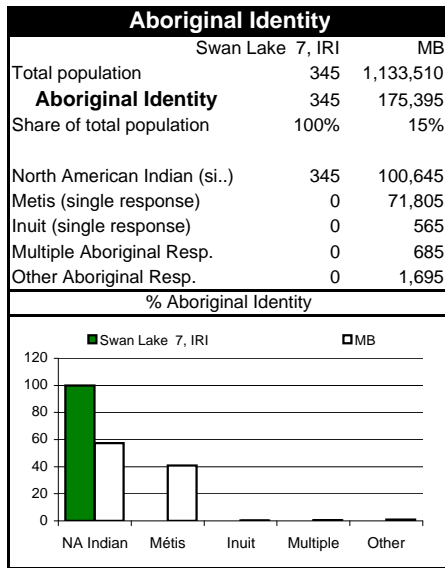 Aboriginal Identity
Swan Lake 7, IRI MB
Total population 345 1,133,510
Aboriginal Identity 345 175,395
Share of total population 100% 15%
North American Indian (si..) 345 100,645
Metis (single response) 0 71,805
Inuit (single response) 0 565
Multiple Aboriginal Resp. 0 685
Other Aboriginal Resp. 0 1,695
% Aboriginal Identity
Swan Lake 7, IRI MB
120
100
80
60
40
20
0
NA Indian Métis Inuit Multiple Other